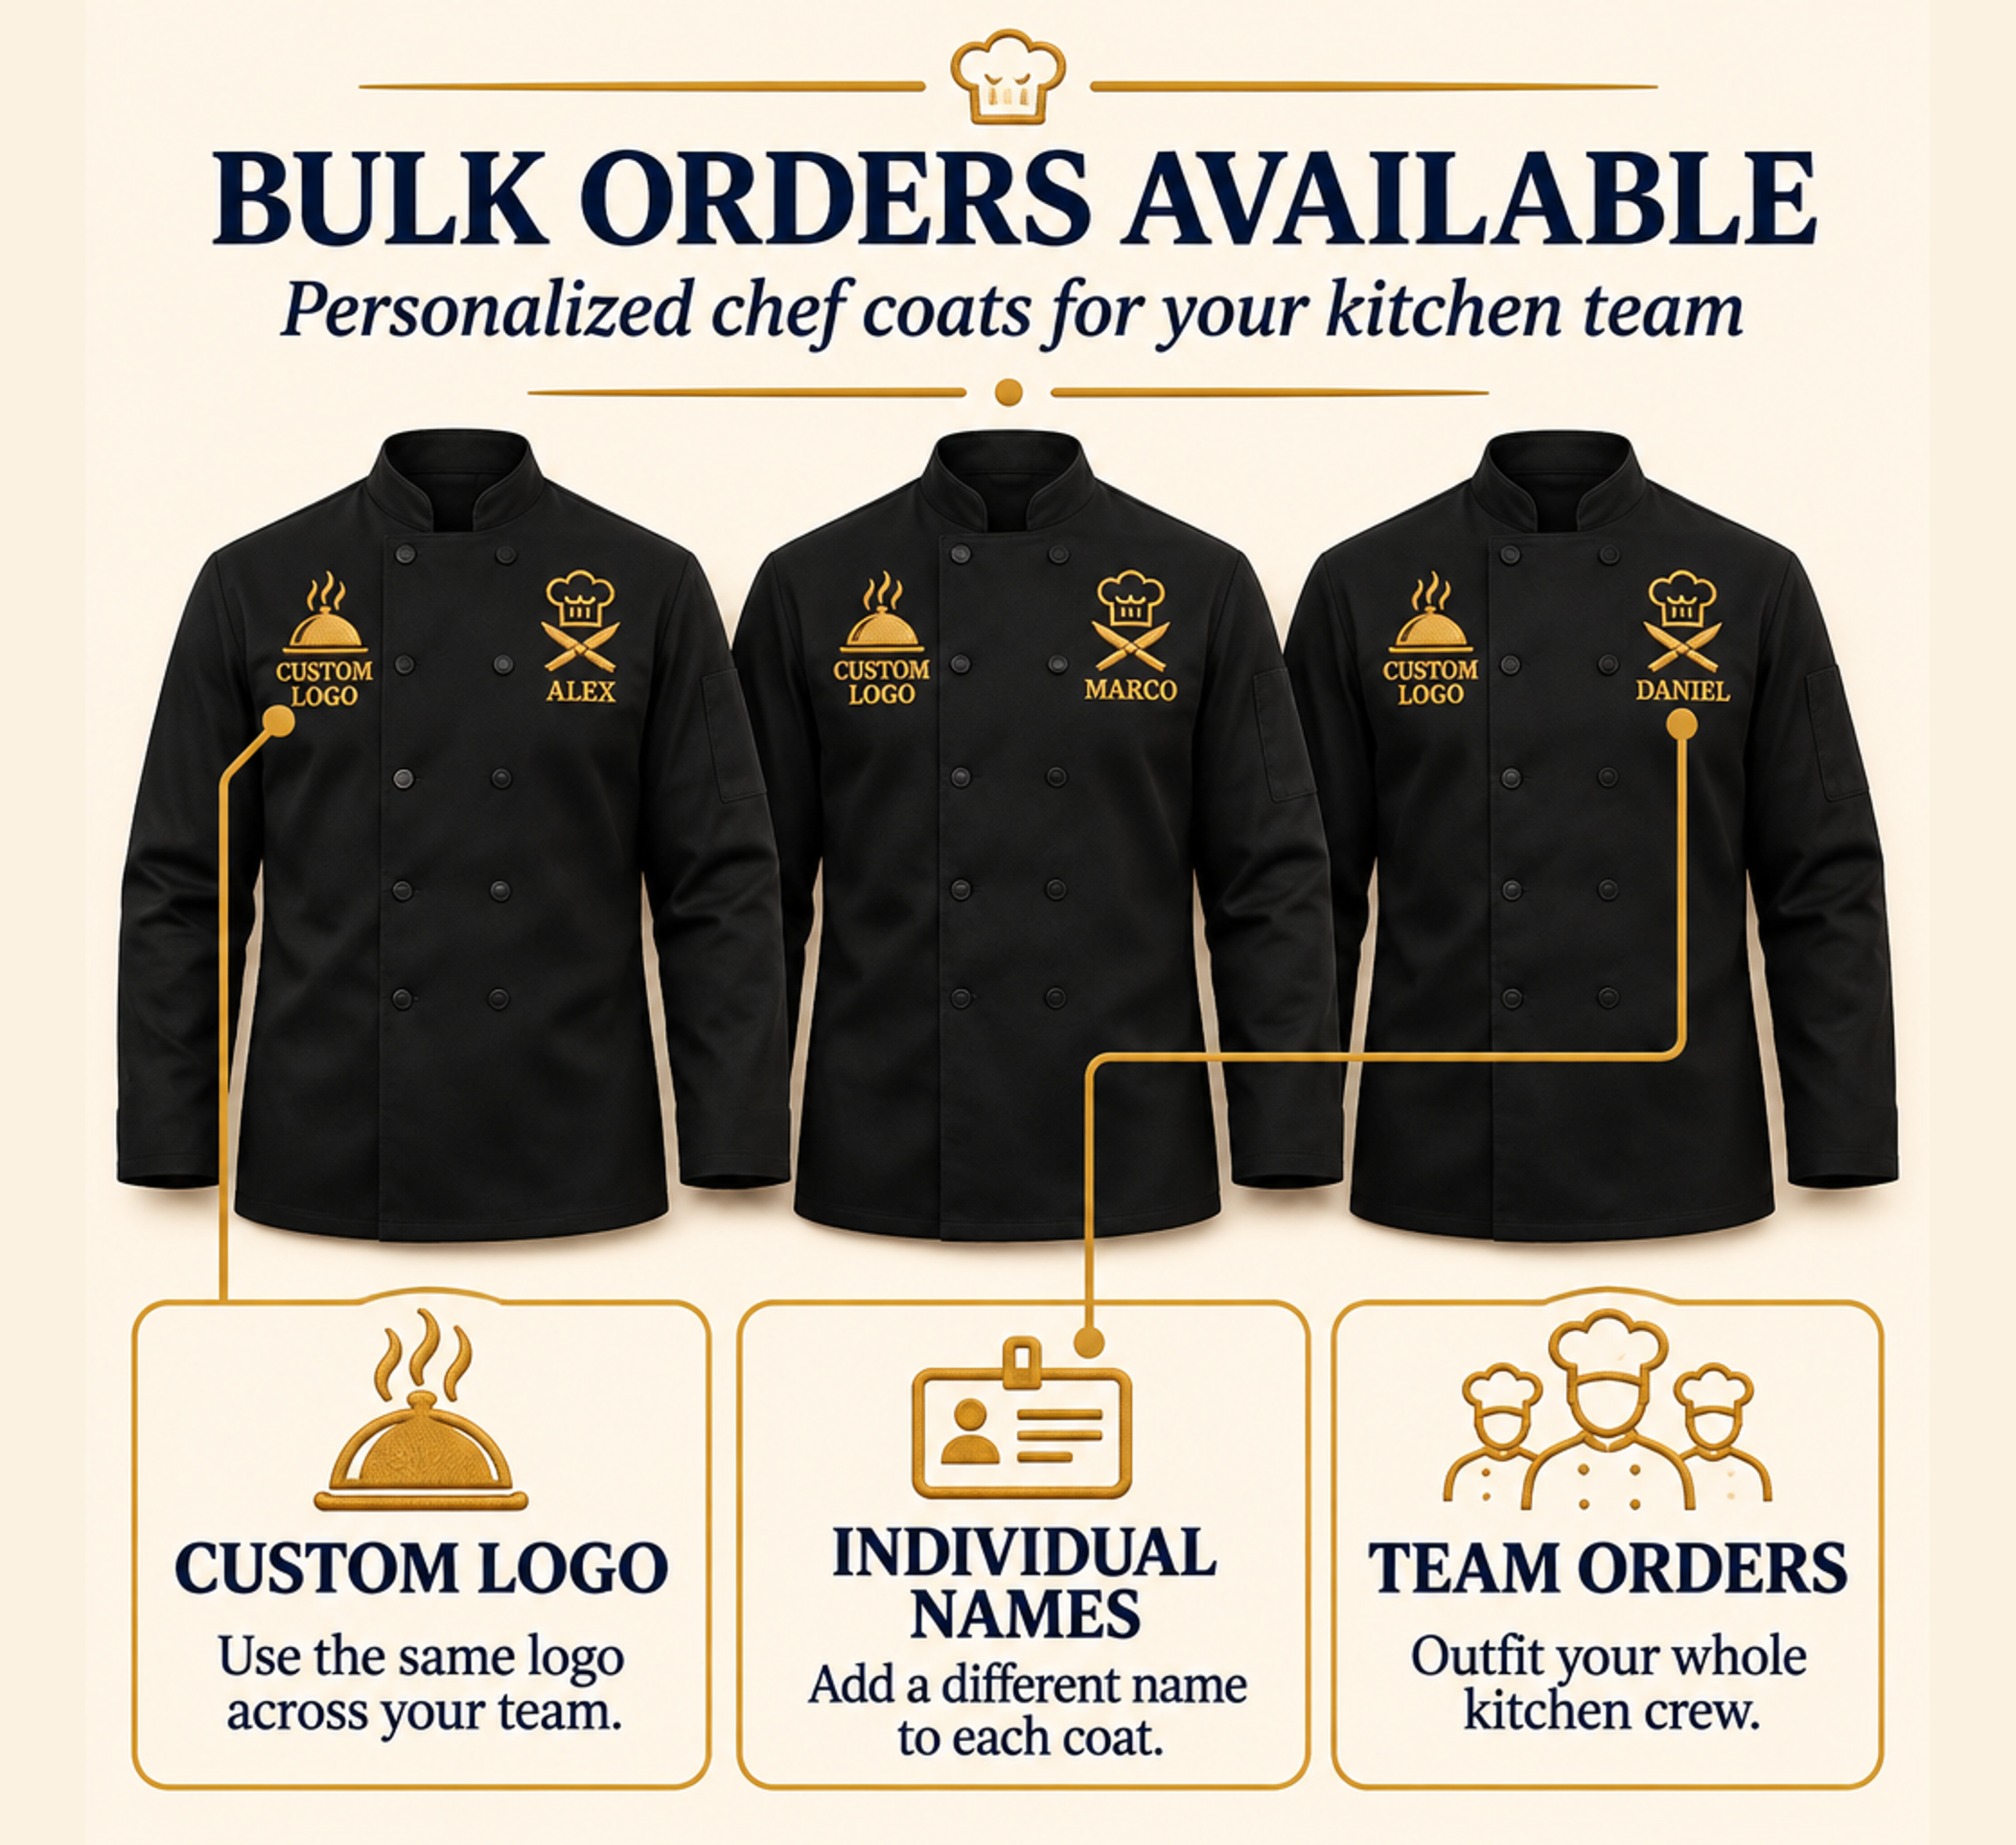 BULK ORDERS AVAILABLE
Personalized chef coats for your kitchen team
CUSTOM
LOGO
ALEX
CUSTOM
LOGO
MARCO
CUSTOM
LOGO
DANIEL
CUSTOM LOGO
Use the same logo
across your team.
INDIVIDUAL
NAMES
Add a different name
to each coat.
TEAM ORDERS
Outfit your whole
kitchen crew.